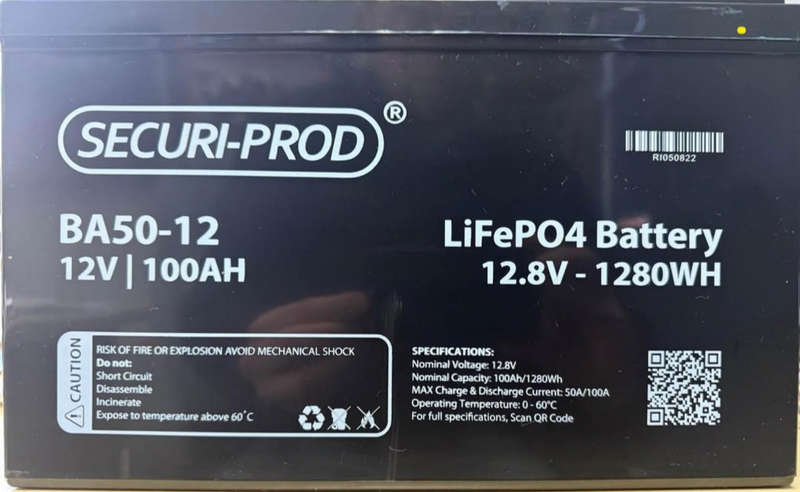 SECURI-PROD®
RI050822
BA50-12
12V | 100AH
LiFePO4 Battery
12.8V - 1280WH
CAUTION
RISK OF FIRE OR EXPLOSION AVOID MECHANICAL SHOCK
Do not:
Short Circuit
Disassemble
Incinerate
Expose to temperature above 60°C
SPECIFICATIONS:
Nominal Voltage: 12.8V
Nominal Capacity: 100Ah/1280Wh
MAX Charge & Discharge Current: 50A/100A
Operating Temperature: 0 - 60°C
For full specifications, Scan QR Code